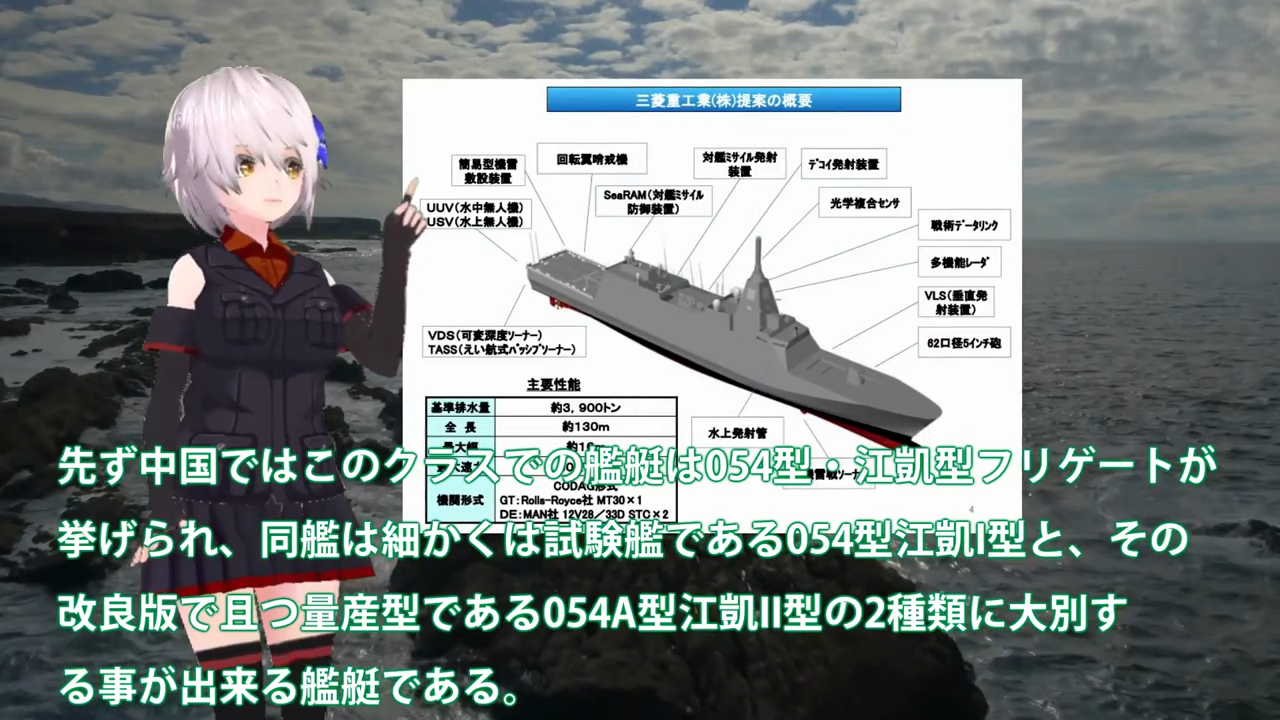 三菱重工業(株)提案の概要
簡易型機雷
敷設装置
回転翼哨戒機
対艦ミサイル発射
装置
デコイ発射装置
SeaRAM(対艦ミサイル
防御装置)
光学複合センサ
UUV(水中無人機)
USV(水上無人機)
戦術データリンク
多機能レーダ
VLS(垂直発
射装置)
62口径5インチ砲
VDS(可変深度ソーナー)
TASS(えい航式パッシブソーナー)
主要性能
基準排水量 約3,900トン
全長 約130m
水上発射管
機関形式
GT:Rolls-Royce社 MT30×1
DE:MAN社 12V28/33D STC×2
4
先ず中国ではこのクラスでの艦艇は054型・江凱型フリゲートが
挙げられ、同艦は細かくは試験艦である054型江凱I型と、その
改良版で且つ量産型である054A型江凱II型の2種類に大別す
る事が出来る艦艇である。